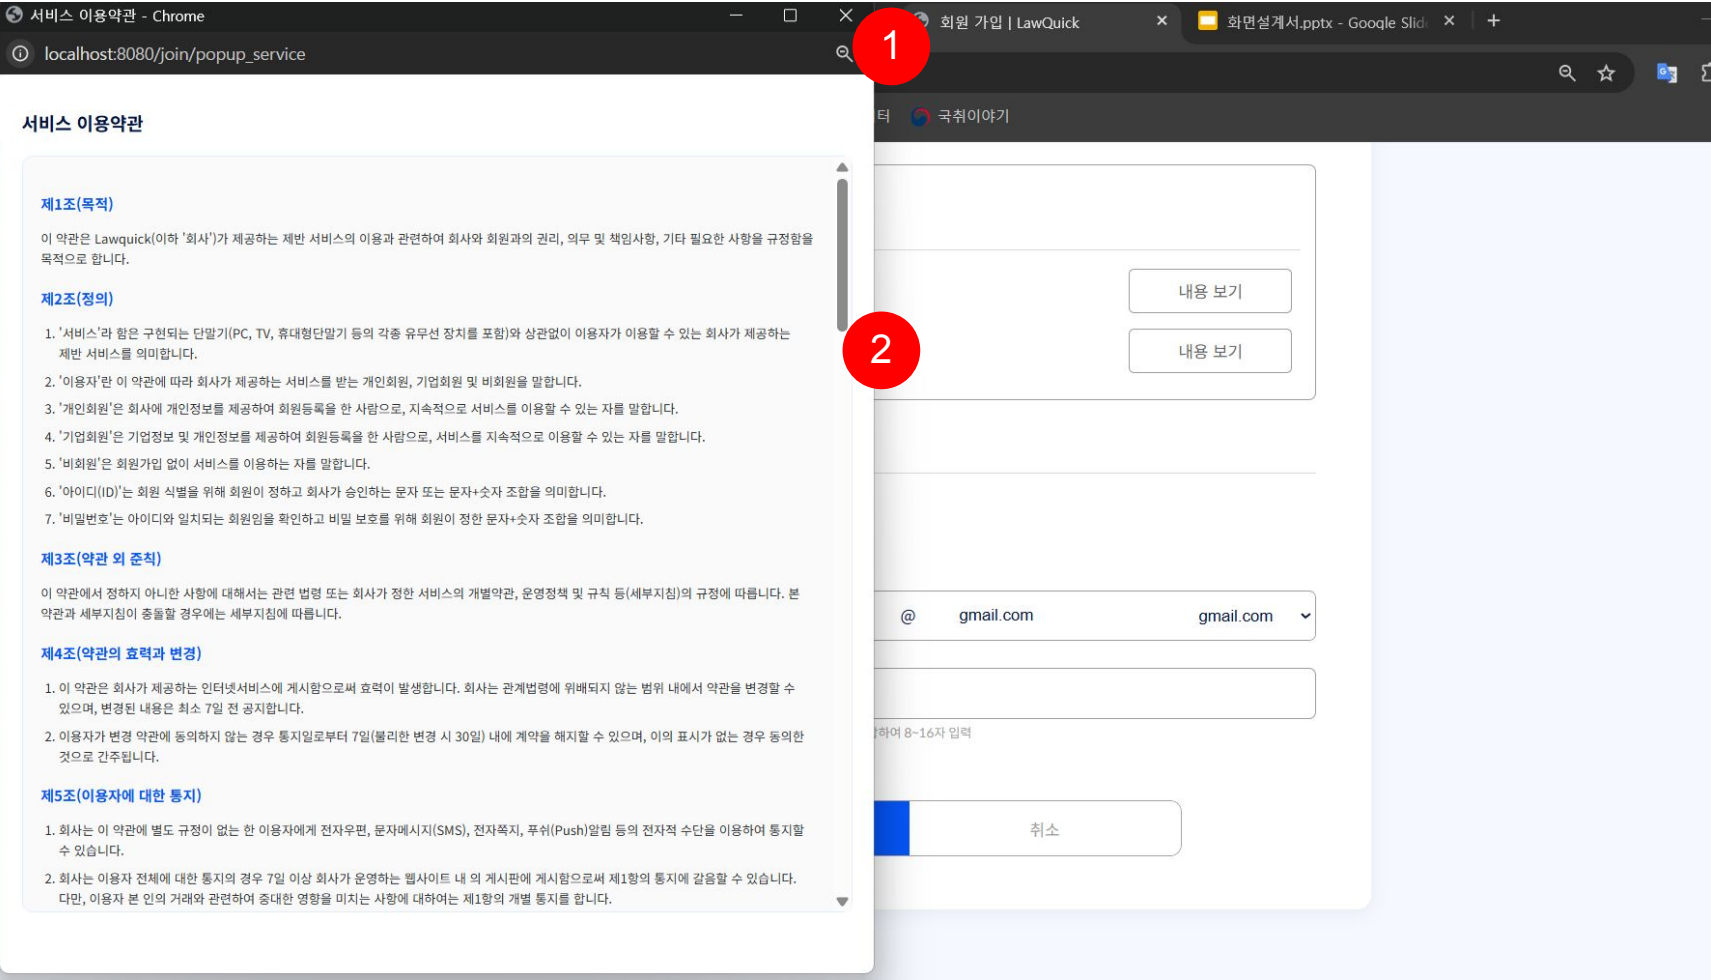 서비스 이용약관 - Chrome
localhost:8080/join/popup_service
서비스 이용약관
제1조(목적)
이 약관은 Lawquick(이하 '회사')가 제공하는 제반 서비스의 이용과 관련하여 회사와 회원과의 권리, 의무 및 책임사항, 기타 필요한 사항을 규정함을
목적으로 합니다.
제2조(정의)
1. '서비스'라 함은 구현되는 단말기(PC, TV, 휴대형단말기 등의 각종 유무선 장치를 포함)와 상관없이 이용자가 이용할 수 있는 회사가 제공하는
제반 서비스를 의미합니다.
2. '이용자'란 이 약관에 따라 회사가 제공하는 서비스를 받는 개인회원, 기업회원 및 비회원을 말합니다.
3. '개인회원'은 회사에 개인정보를 제공하여 회원등록을 한 사람으로, 지속적으로 서비스를 이용할 수 있는 자를 말합니다.
4. '기업회원'은 기업정보 및 개인정보를 제공하여 회원등록을 한 사람으로, 서비스를 지속적으로 이용할 수 있는 자를 말합니다.
5. '비회원'은 회원가입 없이 서비스를 이용하는 자를 말합니다.
6. '아이디(ID)'는 회원 식별을 위해 회원이 정하고 회사가 승인하는 문자 또는 문자+숫자 조합을 의미합니다.
7. '비밀번호'는 아이디와 일치되는 회원임을 확인하고 비밀 보호를 위해 회원이 정한 문자+숫자 조합을 의미합니다.
제3조(약관 외 준칙)
이 약관에서 정하지 아니한 사항에 대해서는 관련 법령 또는 회사가 정한 서비스의 개별약관, 운영정책 및 규칙 등(세부지침)의 규정에 따릅니다. 본
약관과 세부지침이 충돌할 경우에는 세부지침에 따릅니다.
제4조(약관의 효력과 변경)
1. 이 약관은 회사가 제공하는 인터넷서비스에 게시함으로써 효력이 발생합니다. 회사는 관계법령에 위배되지 않는 범위 내에서 약관을 변경할 수
있으며, 변경된 내용은 최소 7일 전 공지합니다.
2. 이용자가 변경 약관에 동의하지 않는 경우 통지일로부터 7일(불리한 변경 시 30일) 내에 계약을 해지할 수 있으며, 이의 표시가 없는 경우 동의한
것으로 간주됩니다.
제5조(이용자에 대한 통지)
1. 회사는 이 약관에 별도 규정이 없는 한 이용자에게 전자우편, 문자메시지(SMS), 전자쪽지, 푸쉬(Push)알림 등의 전자적 수단을 이용하여 통지할
수 있습니다.
2. 회사는 이용자 전체에 대한 통지의 경우 7일 이상 회사가 운영하는 웹사이트 내 의 게시판에 게시함으로써 제1항의 통지에 갈음할 수 있습니다.
다만, 이용자 본 인의 거래와 관련하여 중대한 영향을 미치는 사항에 대하여는 제1항의 개별 통지를 합니다.
1
2
회원 가입 | LawQuick
화면설계서.pptx - Google Slid
터
국취이야기
내용 보기
내용 보기
@ gmail.com gmail.com
하여 8~16자 입력
취소